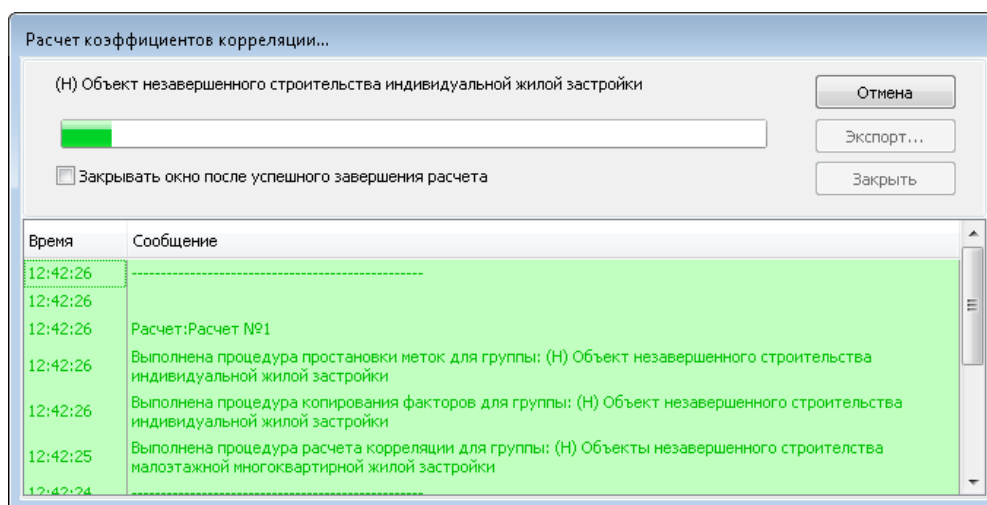 Расчет коэффициентов корреляции...
(Н) Объект незавершенного строительства индивидуальной жилой застройки
Отмена
Экспорт...
Закрывать окно после успешного завершения расчета
Закрыть
Время Сообщение
12:42:26 --------------------------------------------------
12:42:26
12:42:26 Расчет:Расчет №1
12:42:26 Выполнена процедура простановки меток для группы: (Н) Объект незавершенного строительства
индивидуальной жилой застройки
12:42:26 Выполнена процедура копирования факторов для группы: (Н) Объект незавершенного строительства
индивидуальной жилой застройки
12:42:25 Выполнена процедура расчета корреляции для группы: (Н) Объекты незавершенного строителства
малоэтажной многоквартирной жилой застройки
12:42:24 --------------------------------------------------